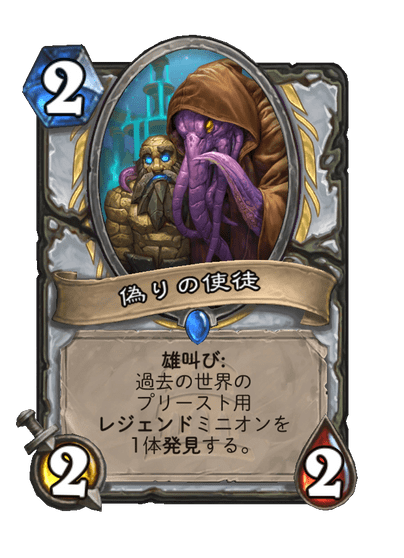 2
偽りの使徒
雄叫び:
過去の世界の
プリースト用
レジェンドミニオンを
1体発見する。
2
2